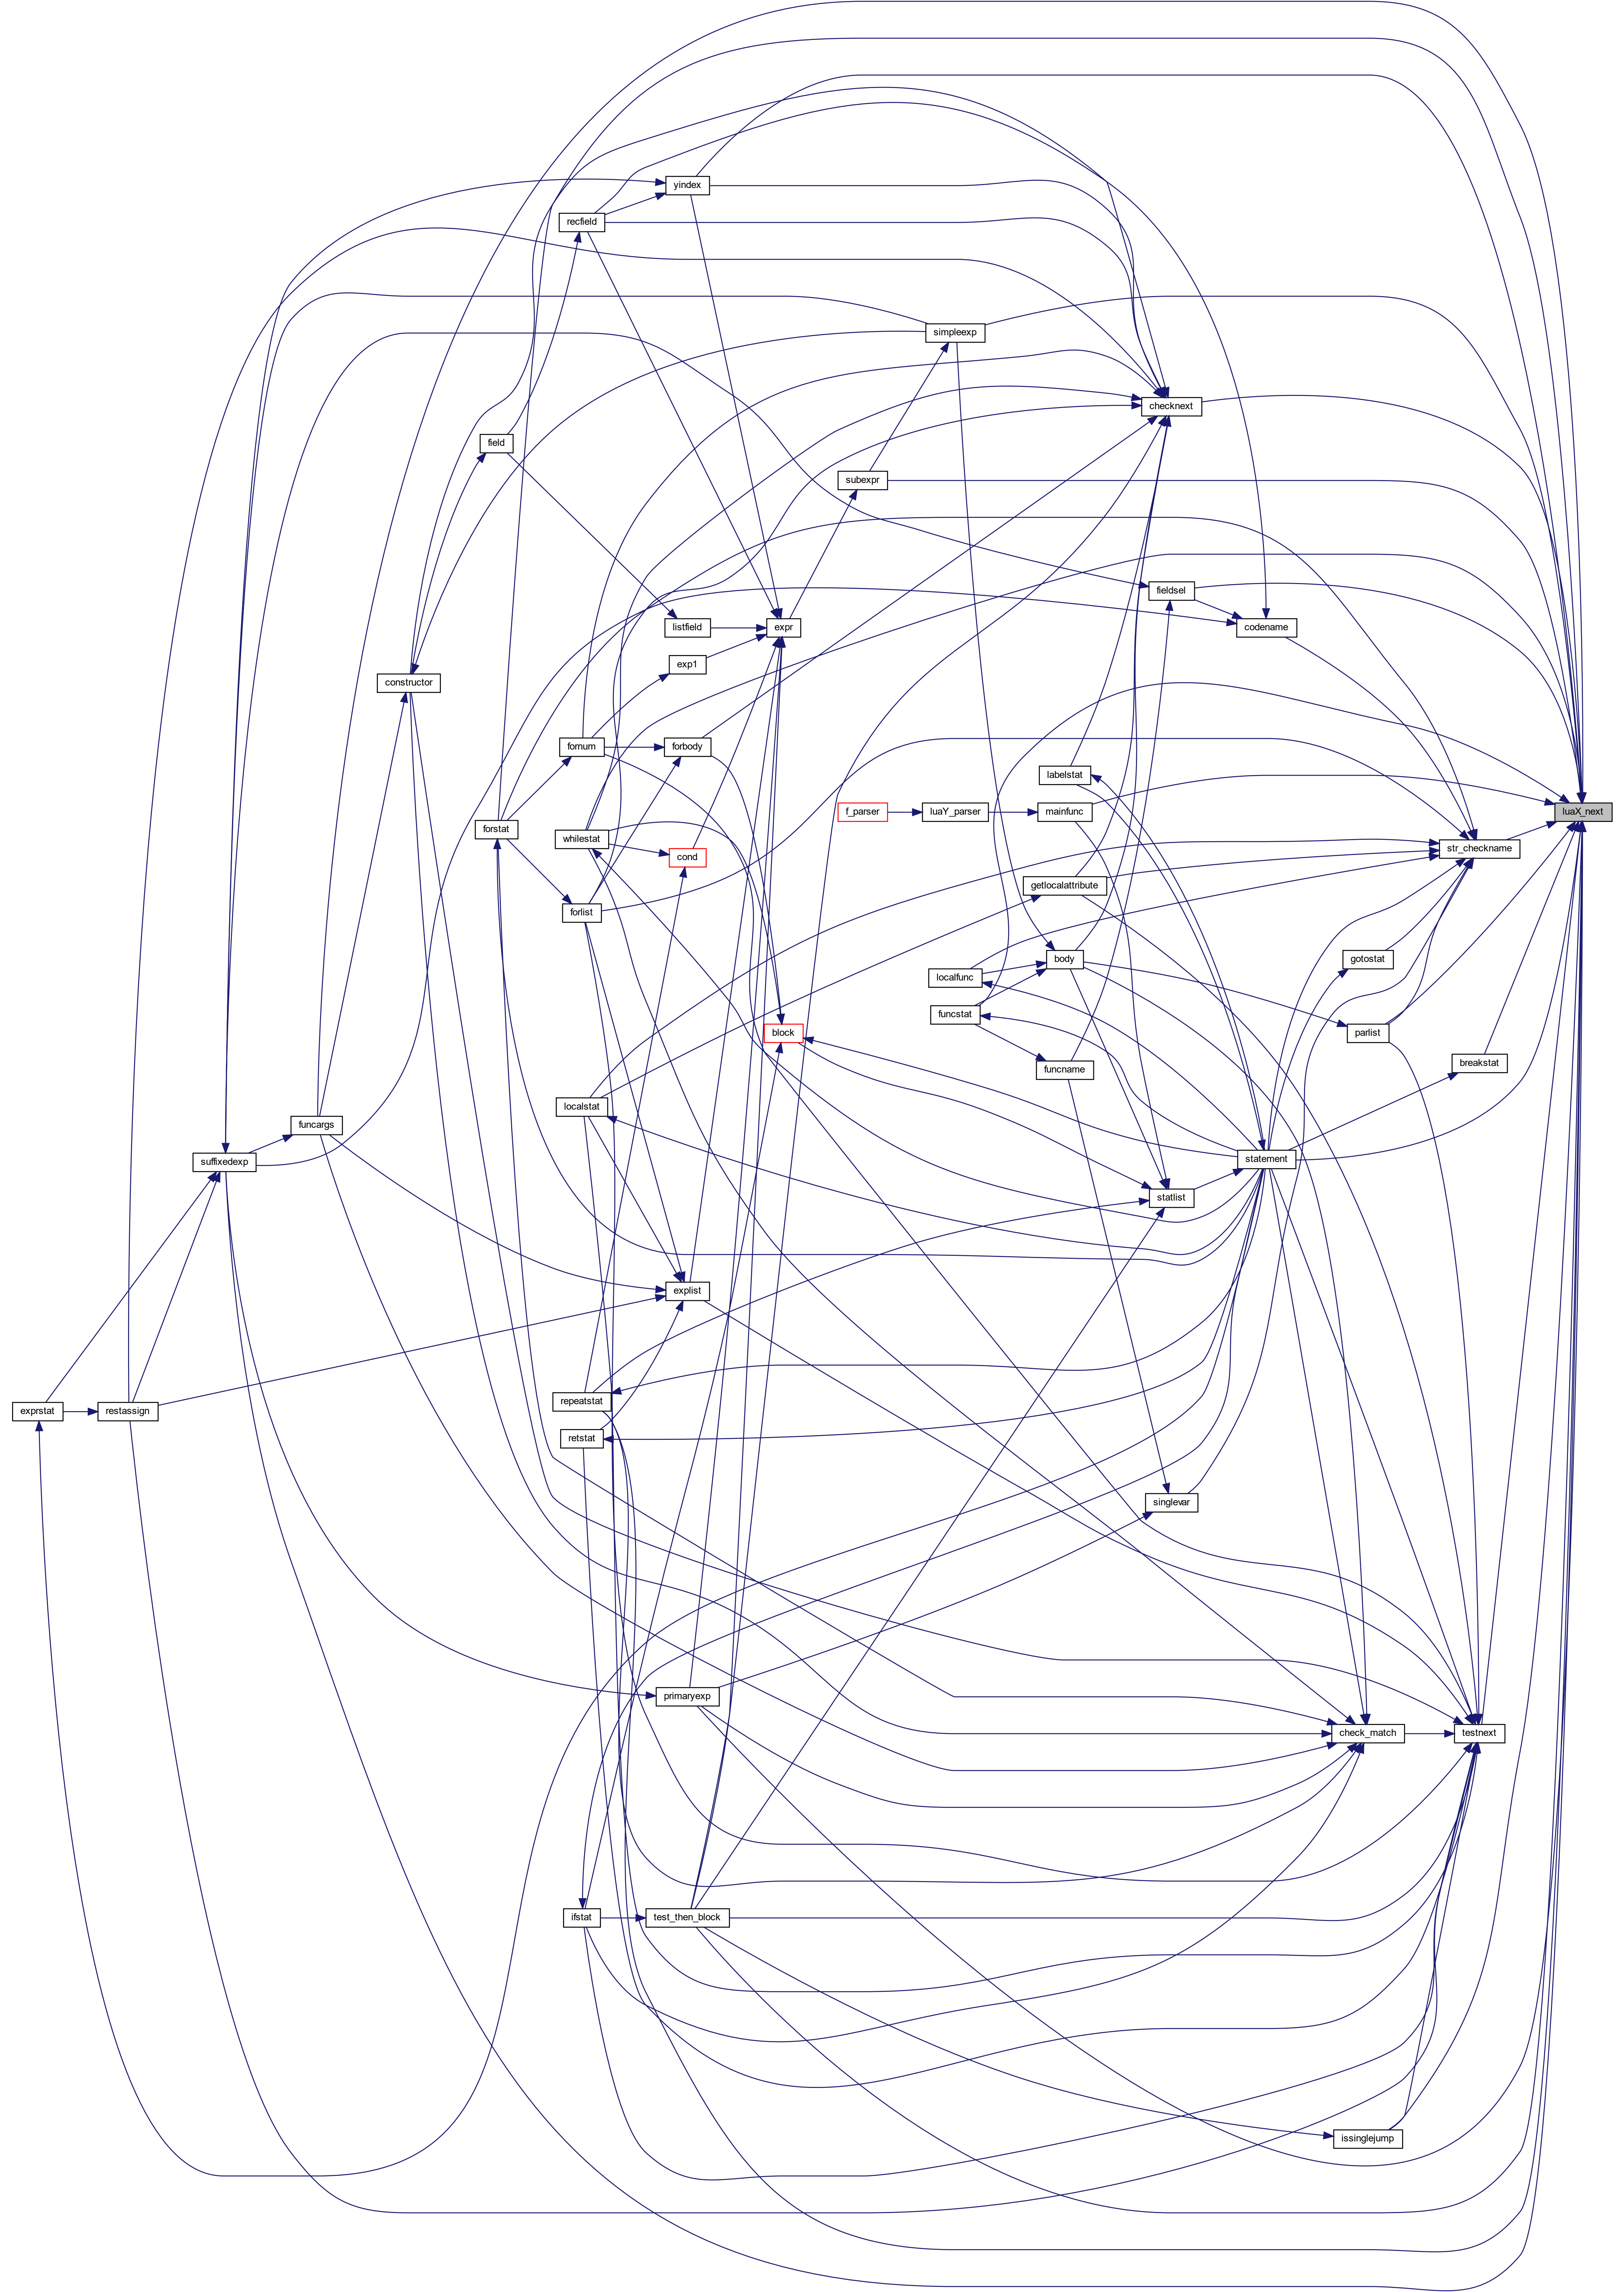 yindex
recfield
simpleexp
checknext
field
subexpr
fieldsel
listfield
expr
codename
exp1
constructor
fornum
forbody
labelstat
f_parser
luaY_parser
mainfunc
luaX_next
forstat
whilestat
str_checkname
cond
getlocalattribute
forlist
body
gotostat
localfunc
funcstat
block
parlist
breakstat
funcname
localstat
funcargs
statement
suffixedexp
statlist
explist
repeatstat
exprstat
restassign
retstat
singlevar
primaryexp
check_match
testnext
ifstat
test_then_block
issinglejump